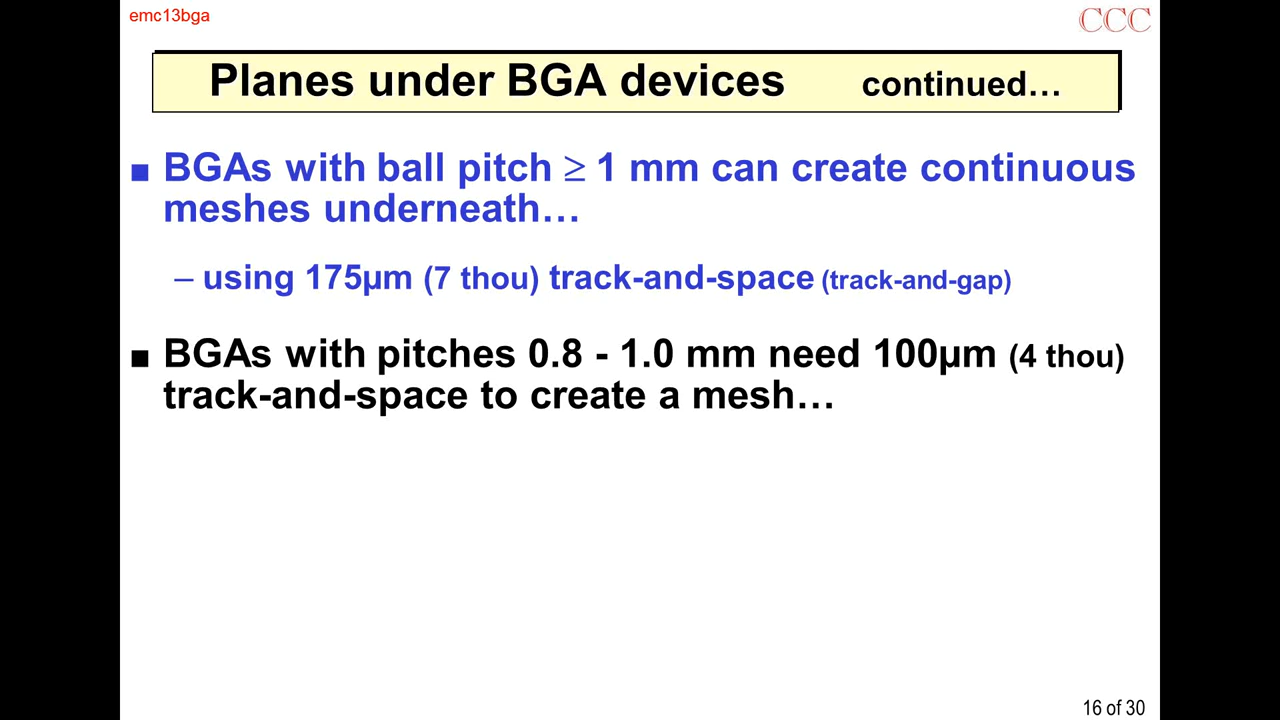 emc13bga
CCC
Planes under BGA devices continued…
■ BGAs with ball pitch ≥ 1 mm can create continuous
meshes underneath…
– using 175µm (7 thou) track-and-space (track-and-gap)
■ BGAs with pitches 0.8 - 1.0 mm need 100µm (4 thou)
track-and-space to create a mesh…
16 of 30